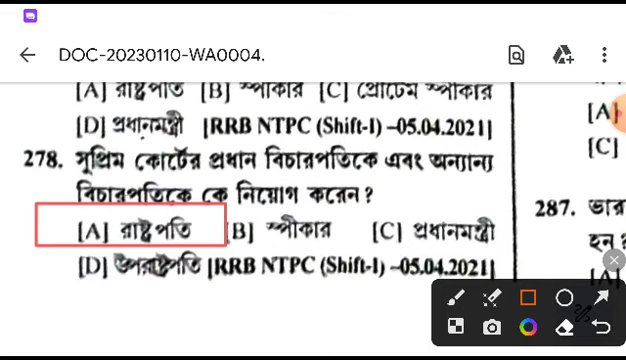 DOC-20230110-WA0004.
[A] রাষ্ট্রপতি [B] স্পীকার [C] প্রোটেম স্পীকার
[D] প্রধানমন্ত্রী [RRB NTPC (Shift-I) –05.04.2021]
278. সুপ্রিম কোর্টের প্রধান বিচারপতিকে এবং অন্যান্য
বিচারপতিকে কে নিয়োগ করেন?
[A] রাষ্ট্রপতি [B] স্পীকার [C] প্রধানমন্ত্রী
[D] উপরাষ্ট্রপতি [RRB NTPC (Shift-I) –05.04.2021]
[A]
[C]
287. ভার
হন ?
[A]